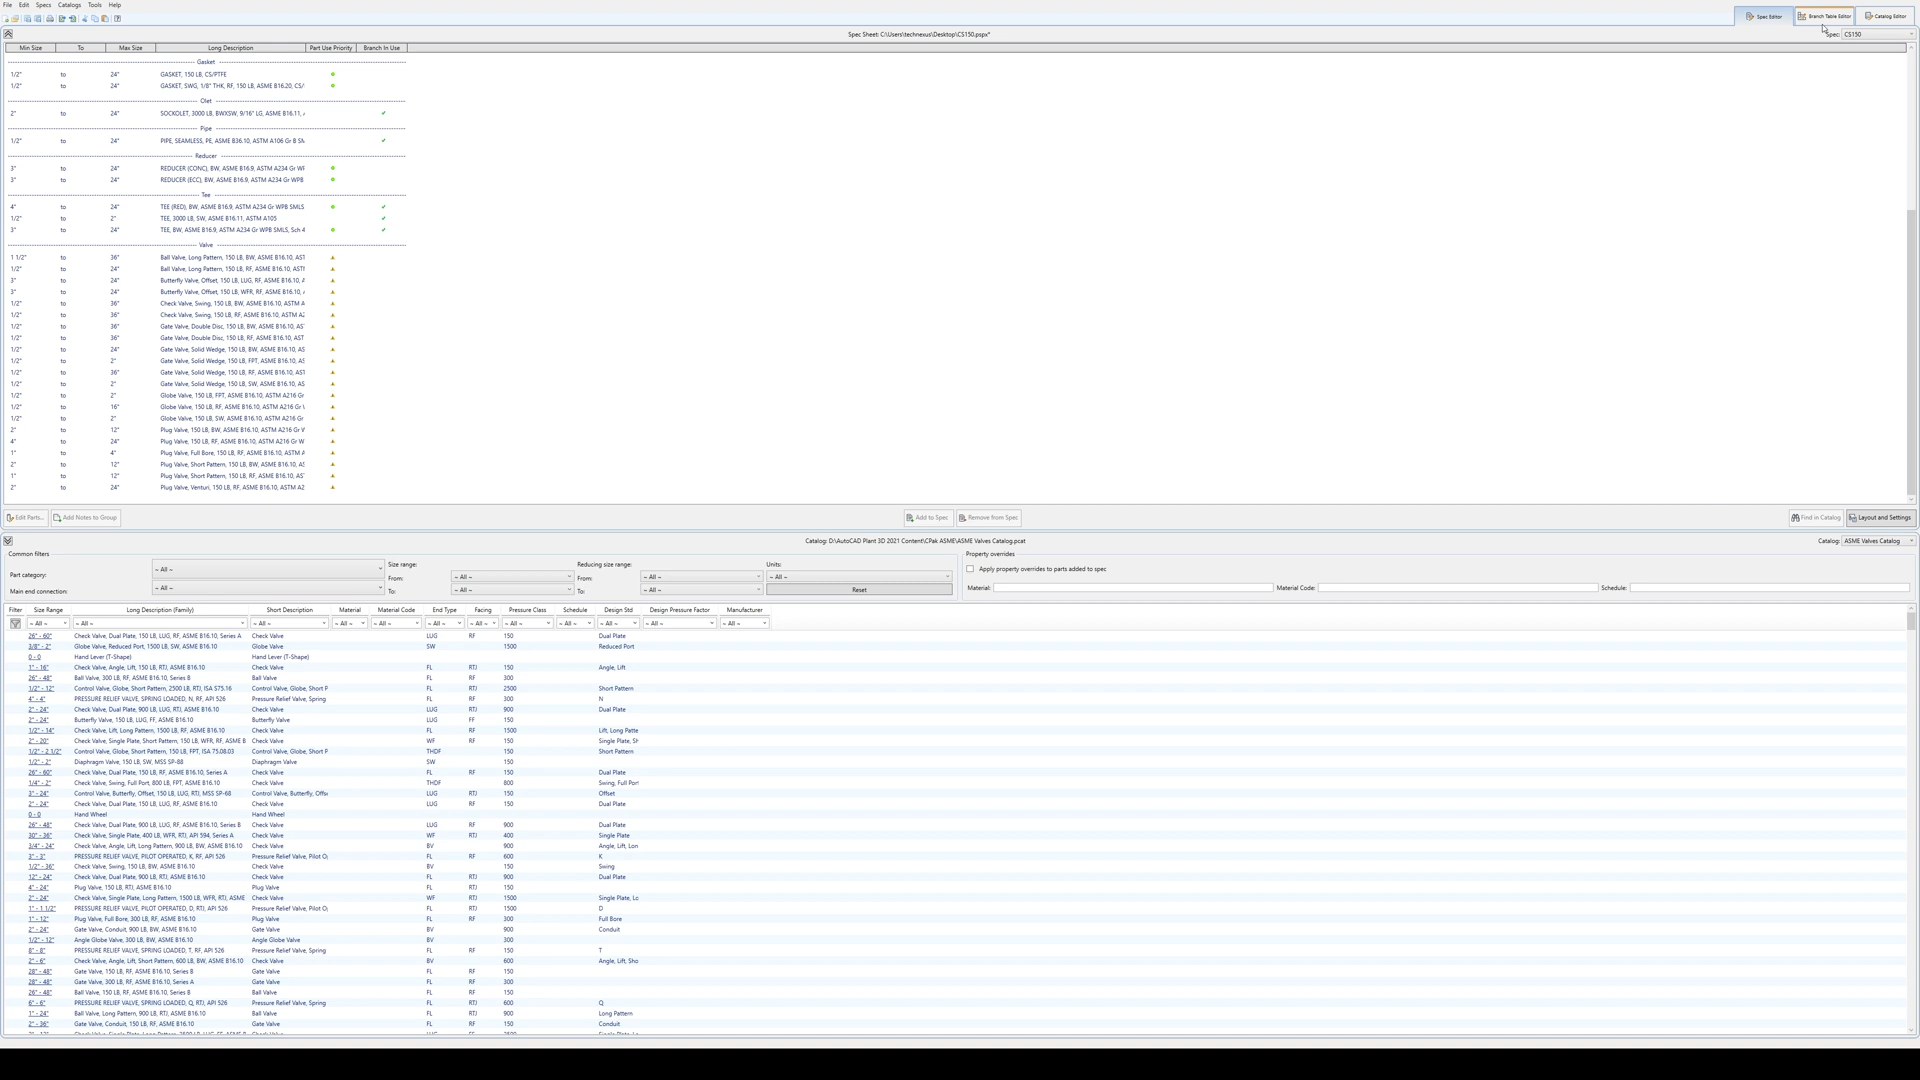 File Edit Specs Catalogs Tools Help
Spec Editor Branch Table Editor Catalog Editor
Spec Sheet: C:\Users\technexus\Desktop\CS150.pspx* Spec: CS150
Min Size To Max Size Long Description Part Use Priority Branch In Use
Gasket
1/2" to 24" GASKET, 150 LB, CS/PTFE
1/2" to 24" GASKET, SWG, 1/8" THK, RF, 150 LB, ASME B16.20, CS/
Olet
2" to 24" SOCKOLET, 3000 LB, BWXSW, 9/16" LG, ASME B16.11,
Pipe
1/2" to 24" PIPE, SEAMLESS, PE, ASME B36.10, ASTM A106 Gr B SM
Reducer
3" to 24" REDUCER (CONC), BW, ASME B16.9, ASTM A234 Gr WF
3" to 24" REDUCER (ECC), BW, ASME B16.9, ASTM A234 Gr WPB
Tee
4" to 24" TEE (RED), BW, ASME B16.9, ASTM A234 Gr WPB SMLS
1/2" to 2" TEE, 3000 LB, SW, ASME B16.11, ASTM A105
3" to 24" TEE, BW, ASME B16.9, ASTM A234 Gr WPB SMLS, Sch 4
Valve
1 1/2" to 36" Ball Valve, Long Pattern, 150 LB, BW, ASME B16.10, AST
1/2" to 24" Ball Valve, Long Pattern, 150 LB, RF, ASME B16.10, ASTM
3" to 24" Butterfly Valve, Offset, 150 LB, LUG, RF, ASME B16.10, A
3" to 24" Butterfly Valve, Offset, 150 LB, WFR, RF, ASME B16.10,
1/2" to 36" Check Valve, Swing, 150 LB, BW, ASME B16.10, ASTM A
1/2" to 36" Check Valve, Swing, 150 LB, RF, ASME B16.10, ASTM A2
1/2" to 36" Gate Valve, Double Disc, 150 LB, BW, ASME B16.10, AS
1/2" to 36" Gate Valve, Double Disc, 150 LB, RF, ASME B16.10, AST
1/2" to 24" Gate Valve, Solid Wedge, 150 LB, BW, ASME B16.10, AS
1/2" to 2" Gate Valve, Solid Wedge, 150 LB, FPT, ASME B16.10, AS
1/2" to 36" Gate Valve, Solid Wedge, 150 LB, RF, ASME B16.10, AS
1/2" to 2" Gate Valve, Solid Wedge, 150 LB, SW, ASME B16.10, AS
1/2" to 2" Globe Valve, 150 LB, FPT, ASME B16.10, ASTM A216 Gr
1/2" to 16" Globe Valve, 150 LB, RF, ASME B16.10, ASTM A216 Gr
1/2" to 2" Globe Valve, 150 LB, SW, ASME B16.10, ASTM A216 Gr
2" to 12" Plug Valve, 150 LB, BW, ASME B16.10, ASTM A216 Gr V
4" to 24" Plug Valve, 150 LB, RF, ASME B16.10, ASTM A216 Gr W
1" to 4" Plug Valve, Full Bore, 150 LB, RF, ASME B16.10, ASTM A
2" to 12" Plug Valve, Short Pattern, 150 LB, BW, ASME B16.10, AS
1" to 12" Plug Valve, Short Pattern, 150 LB, RF, ASME B16.10, AS
2" to 24" Plug Valve, Venturi, 150 LB, RF, ASME B16.10, ASTM A2
Edit Parts... Add Notes to Group Add to Spec Remove from Spec Find in Catalog Layout and Settings
Catalog: D:\AutoCAD Plant 3D 2021 Content\CPak ASME\ASME Valves Catalog.pcat Catalog: ASME Valves Catalog
Common filters Property overrides
Size range: Reducing size range: Units:
Part category: ~ All ~ Apply property overrides to parts added to spec
From: ~ All ~ From: ~ All ~ ~ All ~
Main end connection: ~ All ~ To: ~ All ~ To: ~ All ~ Reset Material: Material Code: Schedule:
Filter Size Range Long Description (Family) Short Description Material Material Code End Type Facing Pressure Class Schedule Design Std Design Pressure Factor Manufacturer
~ All ~ ~ All ~ ~ All ~ ~ All ~ ~ All ~ ~ All ~ ~ All ~ ~ All ~ ~ All ~ ~ All ~ ~ All ~ ~ All ~
26" - 60" Check Valve, Dual Plate, 150 LB, LUG, RF, ASME B16.10, Series A Check Valve LUG RF 150 Dual Plate
3/8" - 2" Globe Valve, Reduced Port, 1500 LB, SW, ASME B16.10 Globe Valve SW 1500 Reduced Port
0 - 0 Hand Lever (T-Shape) Hand Lever (T-Shape)
1" - 16" Check Valve, Angle, Lift, 150 LB, RTJ, ASME B16.10 Check Valve FL RTJ 150 Angle, Lift
26" - 48" Ball Valve, 300 LB, RF, ASME B16.10, Series B Ball Valve FL RF 300
1/2" - 12" Control Valve, Globe, Short Pattern, 2500 LB, RTJ, ISA S75.16 Control Valve, Globe, Short P FL RTJ 2500 Short Pattern
4" - 4" PRESSURE RELIEF VALVE, SPRING LOADED, N, RF, API 526 Pressure Relief Valve, Spring FL RF 300 N
2" - 24" Check Valve, Dual Plate, 900 LB, LUG, RTJ, ASME B16.10 Check Valve LUG RTJ 900 Dual Plate
2" - 24" Butterfly Valve, 150 LB, LUG, FF, ASME B16.10 Butterfly Valve LUG FF 150
1/2" - 14" Check Valve, Lift, Long Pattern, 1500 LB, RF, ASME B16.10 Check Valve FL RF 1500 Lift, Long Patte
2" - 20" Check Valve, Single Plate, Short Pattern, 150 LB, WFR, RF, ASME B Check Valve WF RF 150 Single Plate, Sh
1/2" - 2 1/2" Control Valve, Globe, Short Pattern, 150 LB, FPT, ISA 75.08.03 Control Valve, Globe, Short P THDF 150 Short Pattern
1/2" - 2" Diaphragm Valve, 150 LB, SW, MSS SP-88 Diaphragm Valve SW 150
26" - 60" Check Valve, Dual Plate, 150 LB, RF, ASME B16.10, Series A Check Valve FL RF 150 Dual Plate
1/4" - 2" Check Valve, Swing, Full Port, 800 LB, FPT, ASME B16.10 Check Valve THDF 800 Swing, Full Por
3" - 24" Control Valve, Butterfly, Offset, 150 LB, LUG, RTJ, MSS SP-68 Control Valve, Butterfly, Offse LUG RTJ 150 Offset
2" - 24" Check Valve, Dual Plate, 150 LB, LUG, RF, ASME B16.10 Check Valve LUG RF 150 Dual Plate
0 - 0 Hand Wheel Hand Wheel
26" - 48" Check Valve, Dual Plate, 900 LB, LUG, RF, ASME B16.10, Series B Check Valve LUG RF 900 Dual Plate
30" - 36" Check Valve, Single Plate, 400 LB, WFR, RTJ, API 594, Series A Check Valve WF RTJ 400 Single Plate
3/4" - 24" Check Valve, Angle, Lift, Long Pattern, 900 LB, BW, ASME B16.10 Check Valve BV 900 Angle, Lift, Lon
3" - 3" PRESSURE RELIEF VALVE, PILOT OPERATED, K, RF, API 526 Pressure Relief Valve, Pilot O FL RF 600 K
1/2" - 36" Check Valve, Swing, 150 LB, BW, ASME B16.10 Check Valve BV 150 Swing
12" - 24" Check Valve, Dual Plate, 900 LB, RTJ, ASME B16.10 Check Valve FL RTJ 900 Dual Plate
4" - 24" Plug Valve, 150 LB, RTJ, ASME B16.10 Plug Valve FL RTJ 150
2" - 24" Check Valve, Single Plate, Long Pattern, 1500 LB, WFR, RTJ, ASME Check Valve WF RTJ 1500 Single Plate, Lo
1" - 1 1/2" PRESSURE RELIEF VALVE, PILOT OPERATED, D, RTJ, API 526 Pressure Relief Valve, Pilot O FL RTJ 1500 D
1" - 12" Plug Valve, Full Bore, 300 LB, RF, ASME B16.10 Plug Valve FL RF 300 Full Bore
2" - 24" Gate Valve, Conduit, 900 LB, BW, ASME B16.10 Gate Valve BV 900 Conduit
1/2" - 12" Angle Globe Valve, 300 LB, BW, ASME B16.10 Angle Globe Valve BV 300
8" - 8" PRESSURE RELIEF VALVE, SPRING LOADED, T, RF, API 526 Pressure Relief Valve, Spring FL RF 150 T
2" - 6" Check Valve, Angle, Lift, Short Pattern, 600 LB, BW, ASME B16.10 Check Valve BV 600 Angle, Lift, Sho
28" - 48" Gate Valve, 150 LB, RF, ASME B16.10, Series B Gate Valve FL RF 150
28" - 48" Gate Valve, 300 LB, RF, ASME B16.10, Series A Gate Valve FL RF 300
26" - 48" Ball Valve, 150 LB, RF, ASME B16.10, Series B Ball Valve FL RF 150
6" - 6" PRESSURE RELIEF VALVE, SPRING LOADED, Q, RTJ, API 526 Pressure Relief Valve, Spring FL RTJ 600 Q
1" - 24" Ball Valve, Long Pattern, 900 LB, RTJ, ASME B16.10 Ball Valve FL RTJ 900 Long Pattern
2" - 36" Gate Valve, Conduit, 150 LB, RF, ASME B16.10 Gate Valve FL RF 150 Conduit